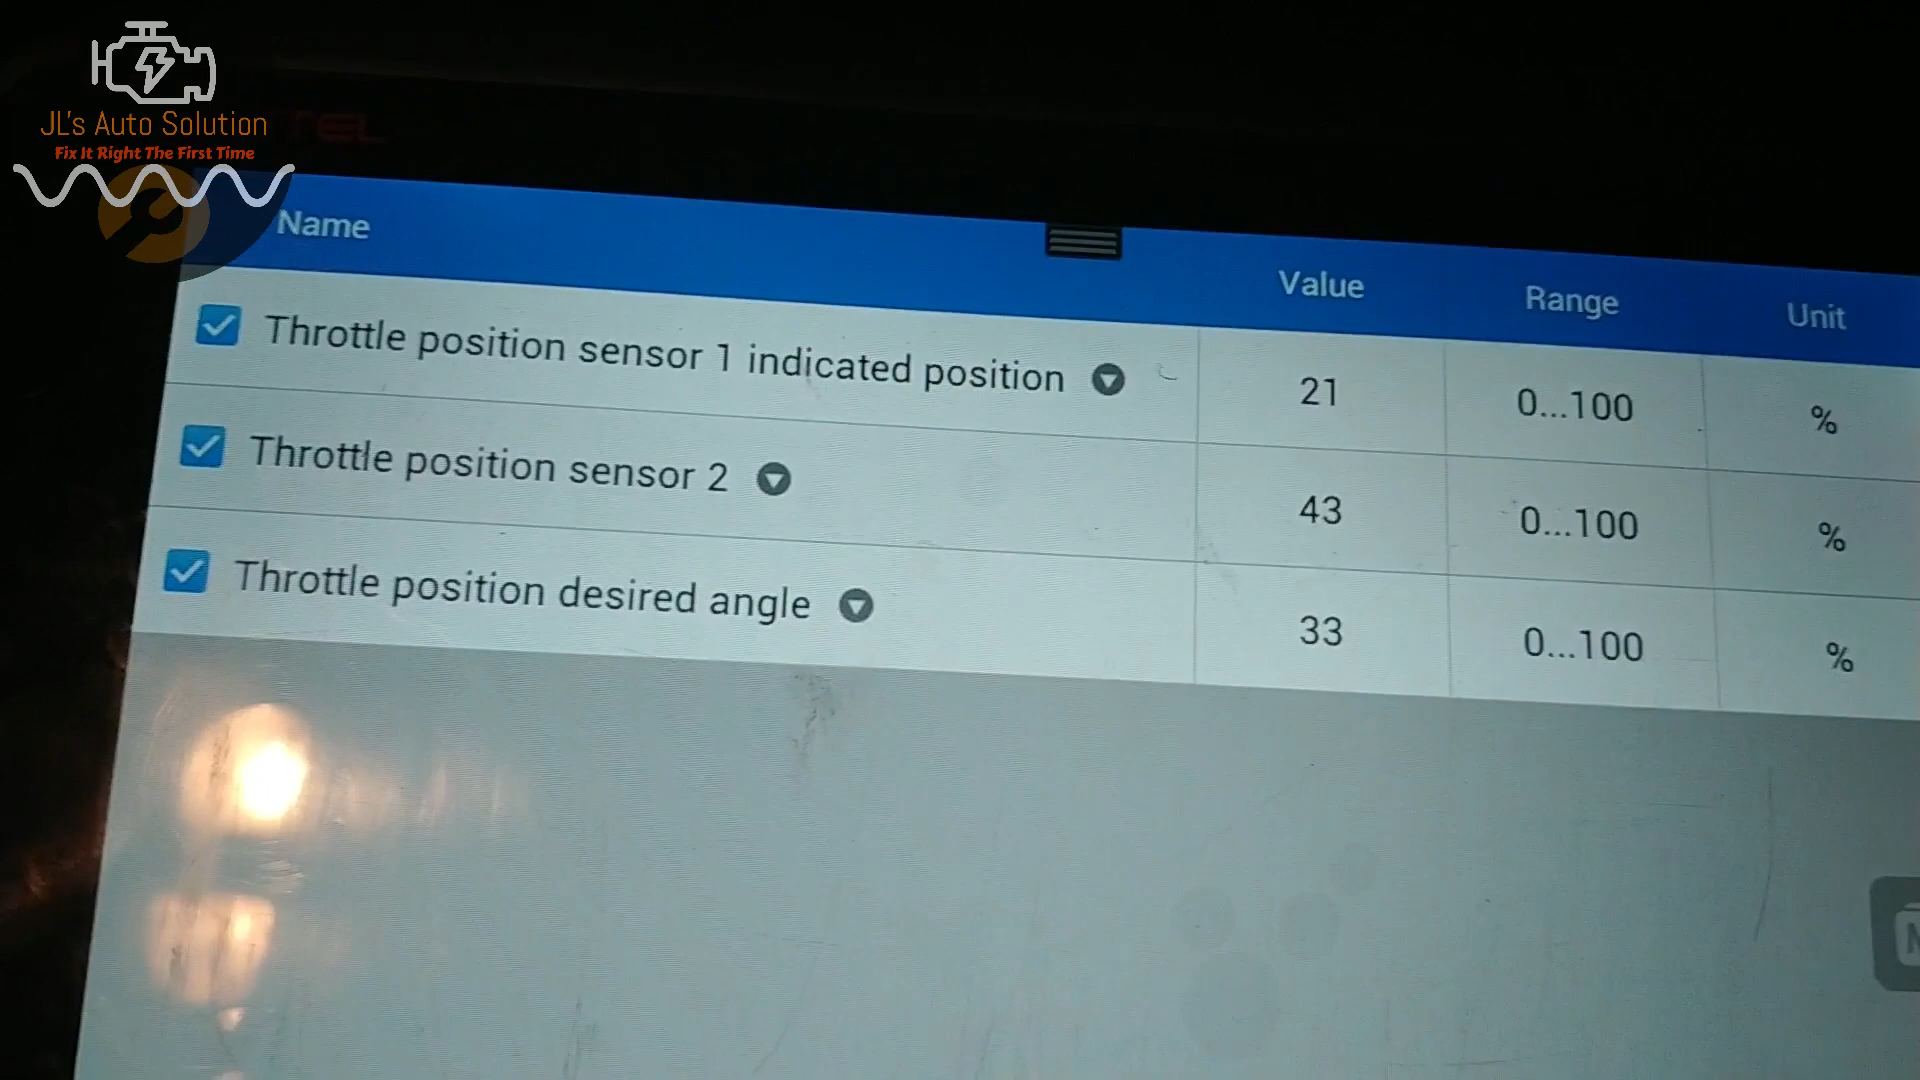 JL's Auto Solution
Fix It Right The First Time
TEL
Name Value Range Unit
Throttle position sensor 1 indicated position 21 0...100 %
Throttle position sensor 2 43 0...100 %
Throttle position desired angle 33 0...100 %